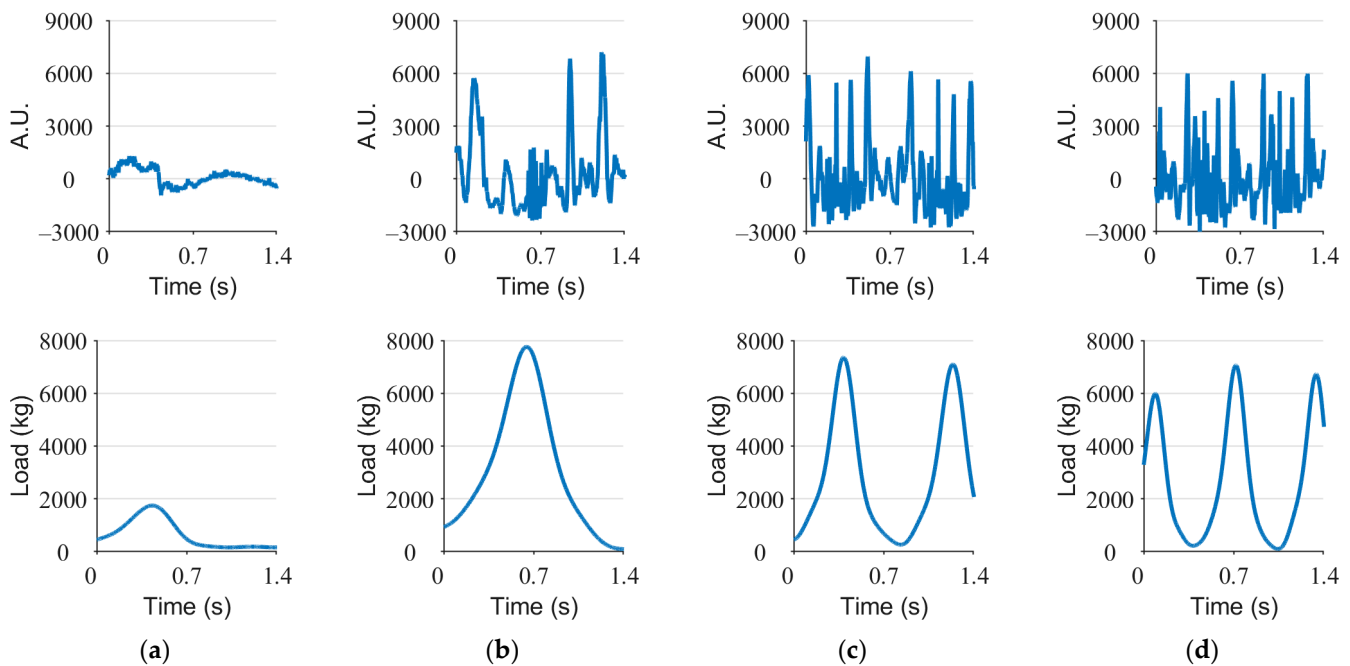 9000 9000 9000 9000
6000 6000 6000 6000
A.U. 3000 A.U. 3000 A.U. 3000 A.U. 3000
0 0 0 0
–3000 –3000 –3000 –3000
0 0.7 1.4 0 0.7 1.4 0 0.7 1.4 0 0.7 1.4
Time (s) Time (s) Time (s) Time (s)
8000 8000 8000 8000
6000 6000 6000 6000
Load (kg) 4000 Load (kg) 4000 Load (kg) 4000 Load (kg) 4000
2000 2000 2000 2000
0 0 0 0
0 0.7 1.4 0 0.7 1.4 0 0.7 1.4 0 0.7 1.4
Time (s) Time (s) Time (s) Time (s)
(a) (b) (c) (d)